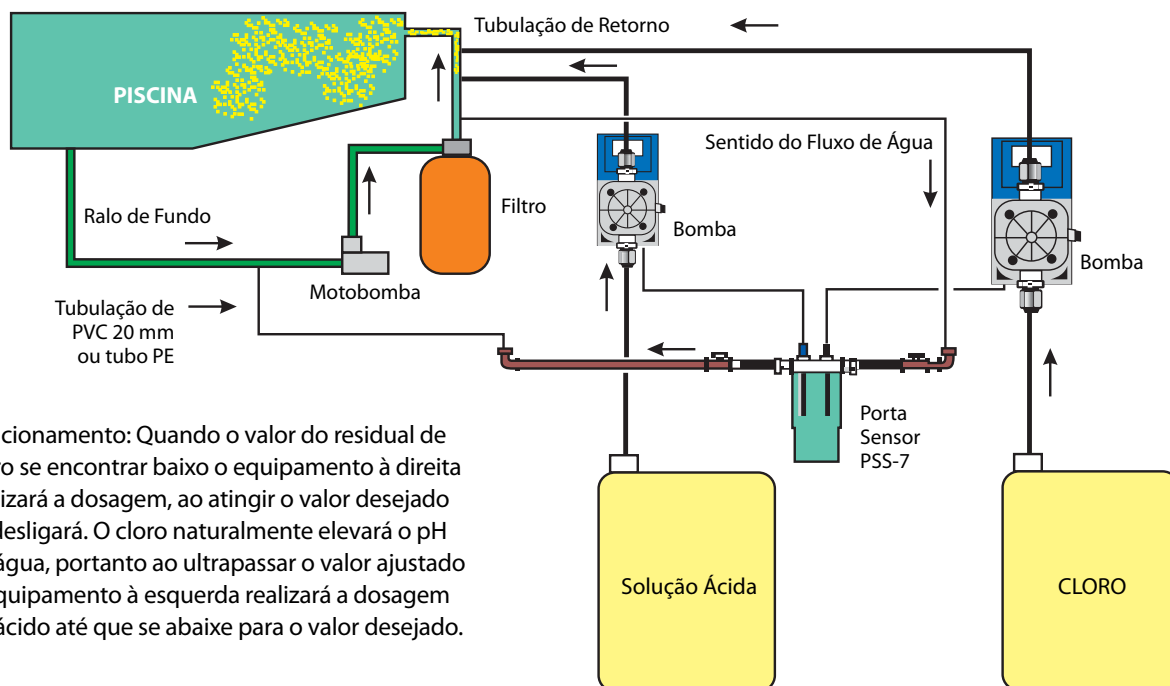 Tubulação de Retorno
PISCINA
Sentido do Fluxo de Água
Filtro
Ralo de Fundo
Bomba
Bomba
Motobomba
Tubulação de
PVC 20 mm
ou tubo PE
Porta
Sensor
PSS-7
cionamento: Quando o valor do residual de
o se encontrar baixo o equipamento à direita
izará a dosagem, ao atingir o valor desejado
desligará. O cloro naturalmente elevará o pH
água, portanto ao ultrapassar o valor ajustado
quipamento à esquerda realizará a dosagem
ácido até que se abaixe para o valor desejado.
Solução Ácida
CLORO